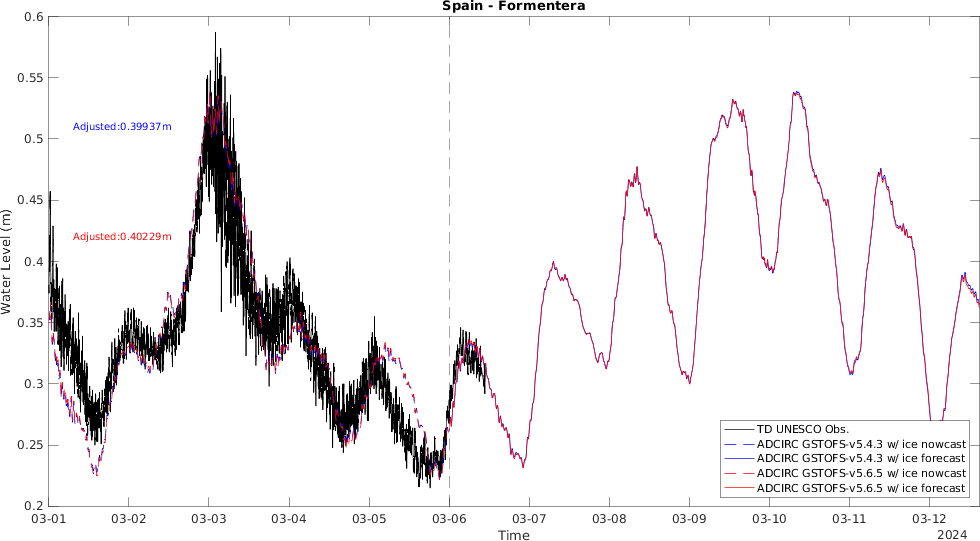 Spain - Formentera
0.6
0.55
0.5
0.45
0.4
0.35
0.3
0.25
0.2
Water Level (m)
Adjusted:0.39937m
Adjusted:0.40229m
TD UNESCO Obs.
ADCIRC GSTOFS-v5.4.3 w/ ice nowcast
ADCIRC GSTOFS-v5.4.3 w/ ice forecast
ADCIRC GSTOFS-v5.6.5 w/ ice nowcast
ADCIRC GSTOFS-v5.6.5 w/ ice forecast
03-01 03-02 03-03 03-04 03-05 03-06 03-07 03-08 03-09 03-10 03-11 03-12
Time
2024